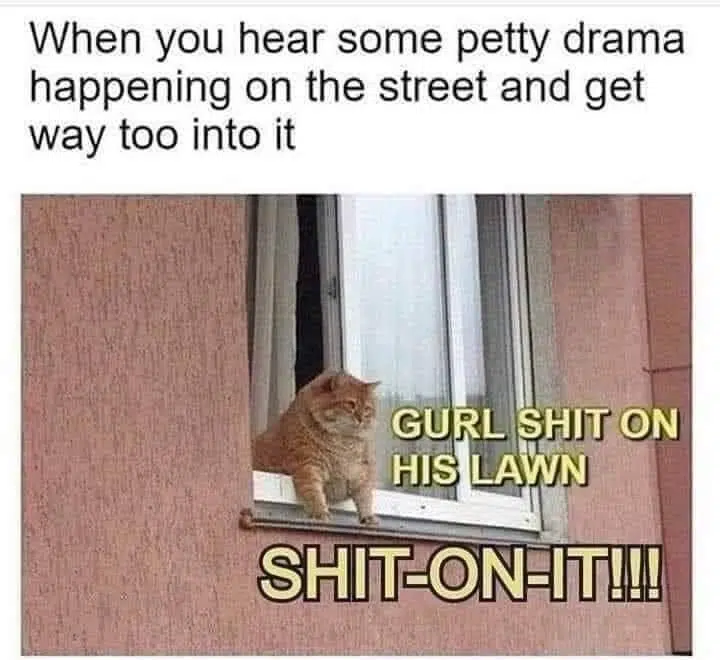 When you hear some petty drama
happening on the street and get
way too into it
GURL SHIT ON
HIS LAWN
SHIT-ON-IT!!!